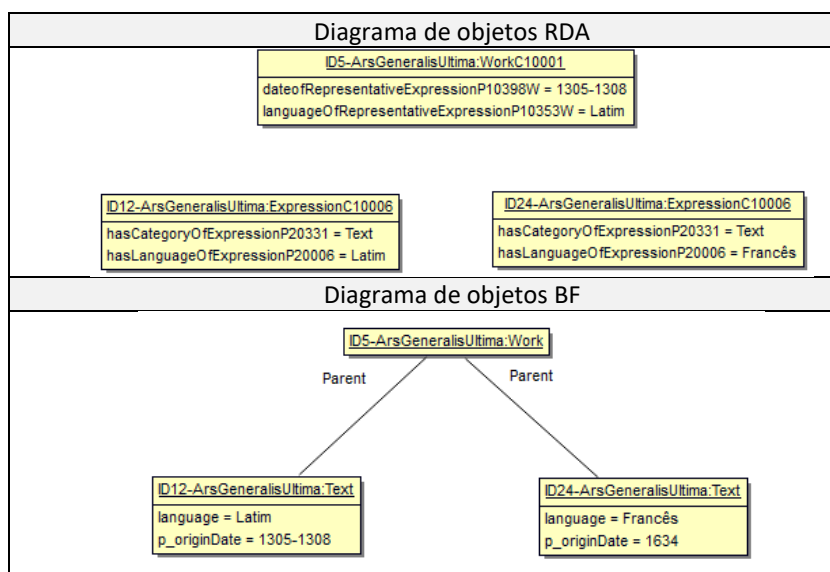 Diagrama de objetos RDA
ID5-ArsGeneralisUltima:WorkC10001
dateofRepresentativeExpressionP10398W = 1305-1308
languageOfRepresentativeExpressionP10353W = Latim
ID12-ArsGeneralisUltima:ExpressionC10006
hasCategoryOfExpressionP20331 = Text
hasLanguageOfExpressionP20006 = Latim
ID24-ArsGeneralisUltima:ExpressionC10006
hasCategoryOfExpressionP20331 = Text
hasLanguageOfExpressionP20006 = Francês
Diagrama de objetos BF
ID5-ArsGeneralisUltima:Work
Parent
Parent
ID12-ArsGeneralisUltima:Text
language = Latim
p_originDate = 1305-1308
ID24-ArsGeneralisUltima:Text
language = Francês
p_originDate = 1634